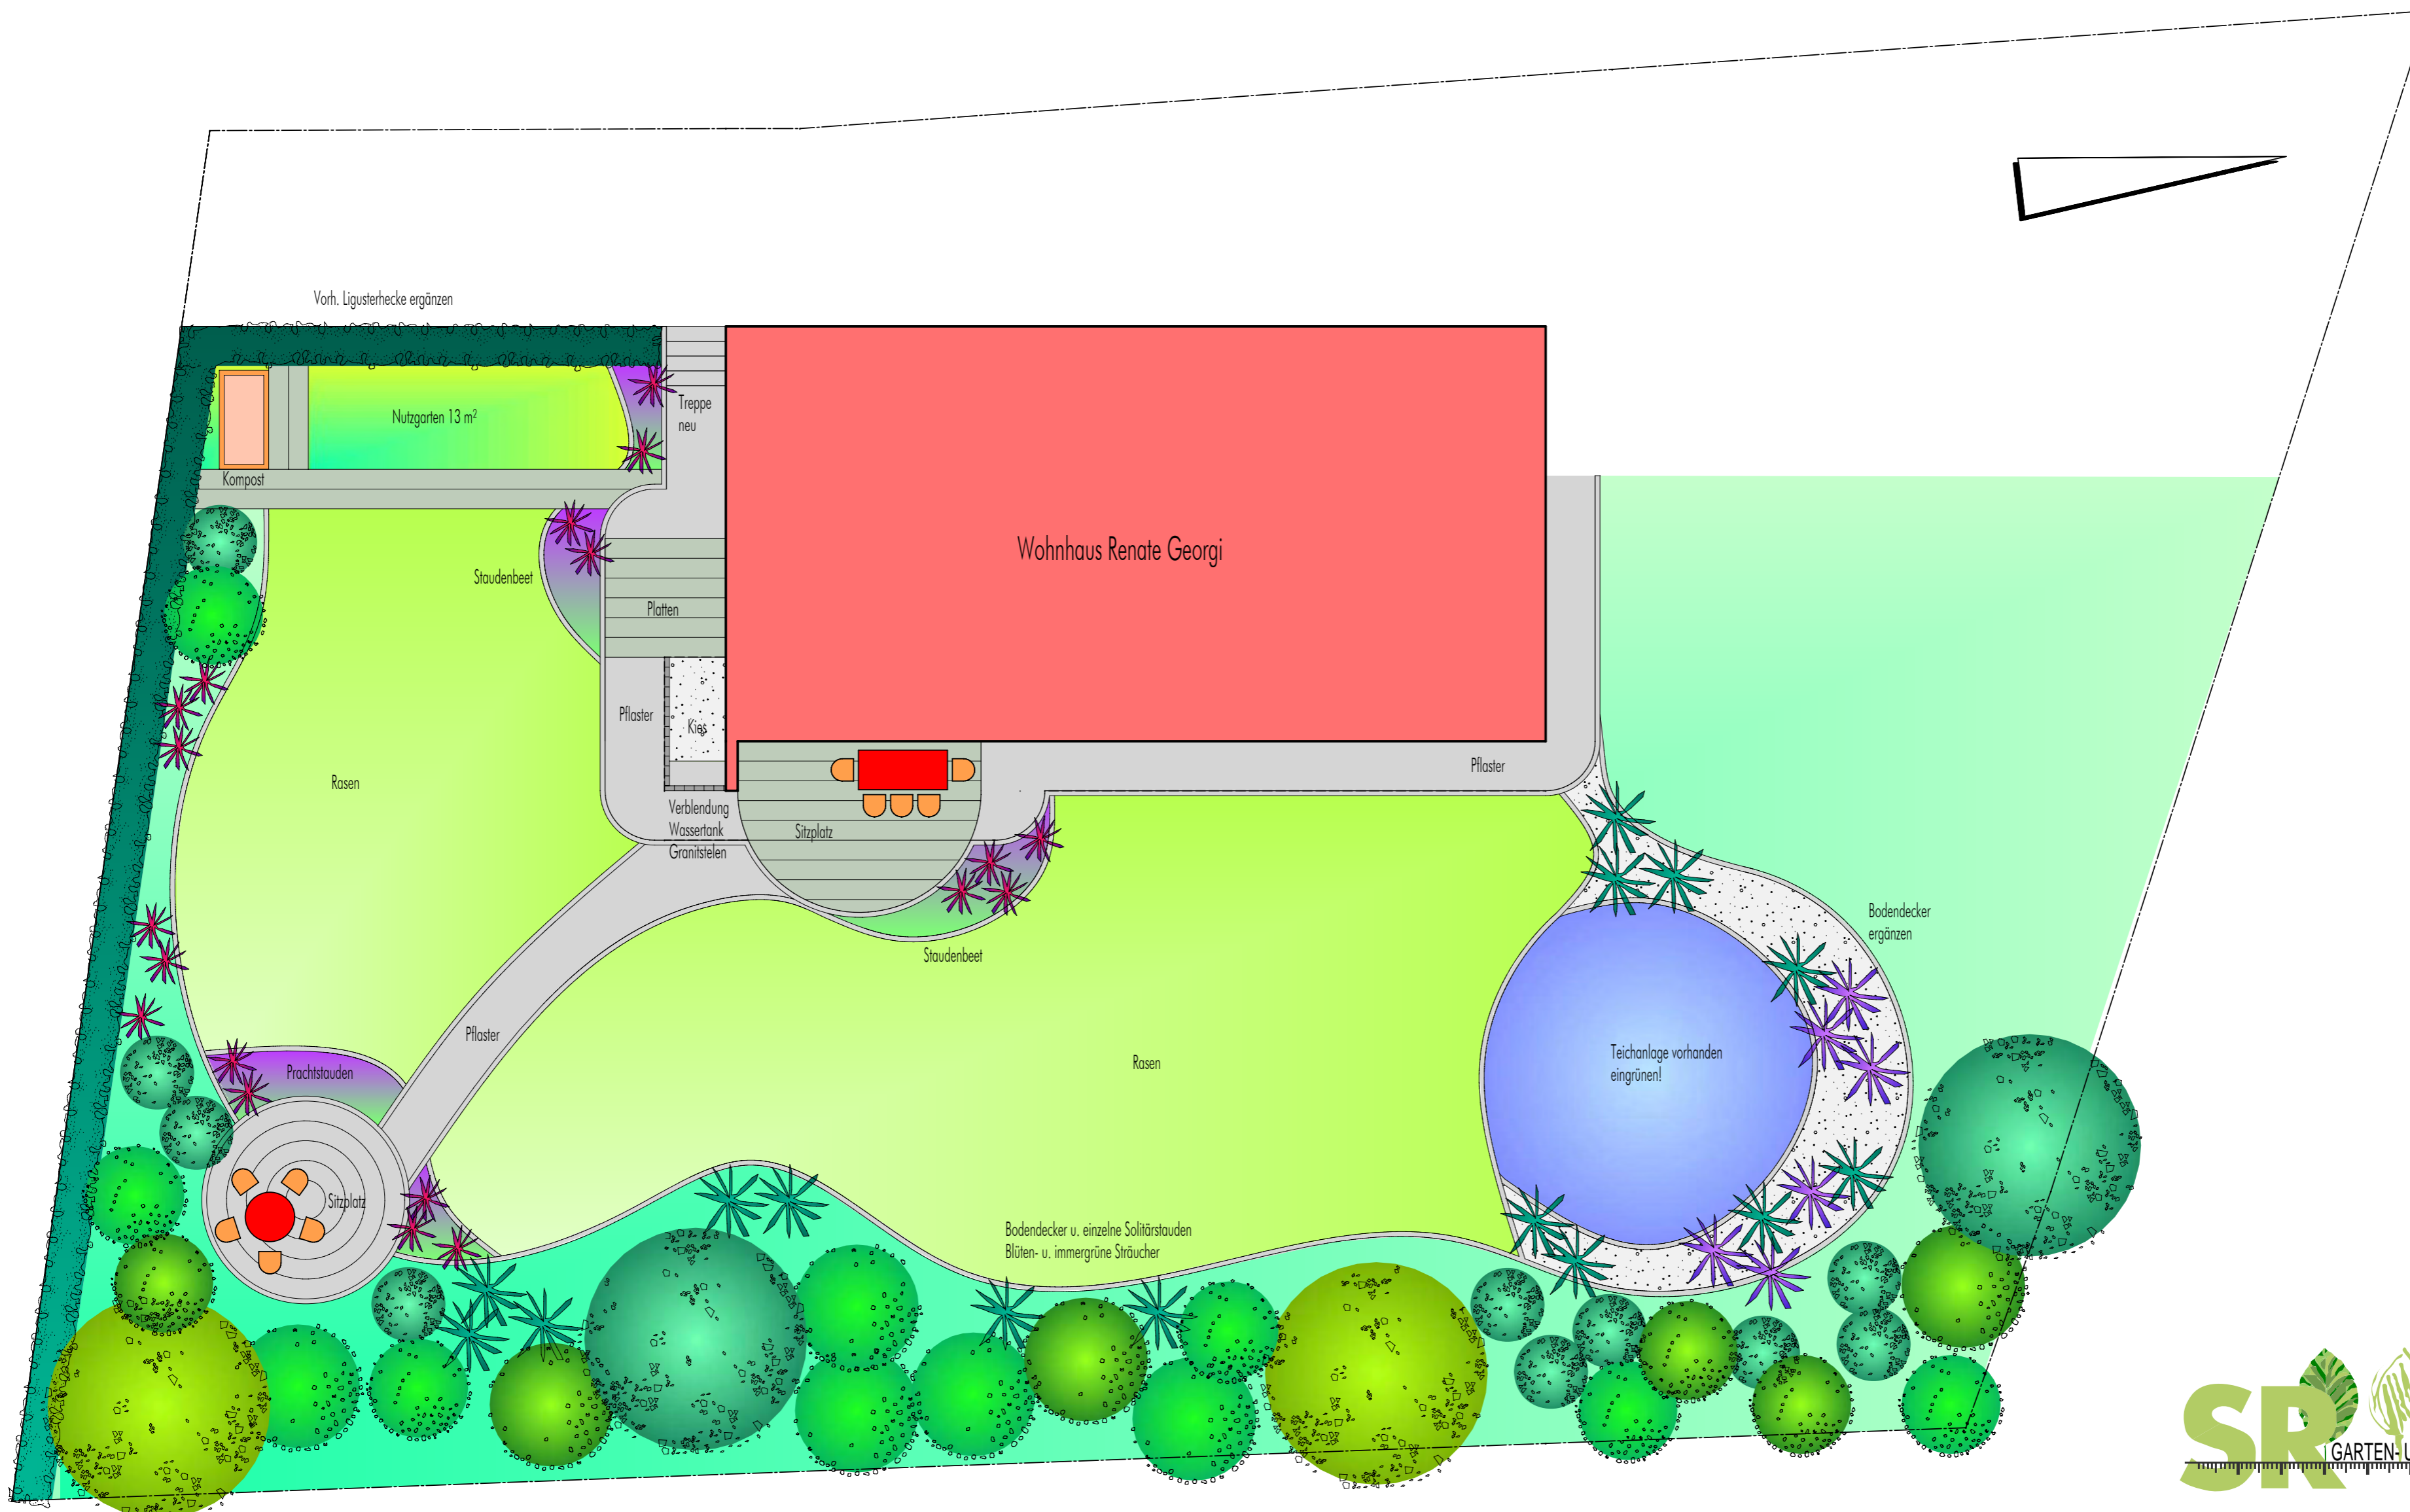 Vorh. Ligusterhecke ergänzen
Nutzgarten 13 m²
Treppe
neu
Kompost
Wohnhaus Renate Georgi
Staudenbeet
Platten
Pflaster
Kies
Rasen
Pflaster
Verblendung
Wassertank
Granitstelen
Sitzplatz
Staudenbeet
Bodendecker
ergänzen
Pflaster
Rasen
Teichanlage vorhanden
eingrünen!
Prachtstauden
Sitzplatz
Bodendecker u. einzelne Solitärstauden
Blüten- u. immergrüne Sträucher
SR
GARTEN-